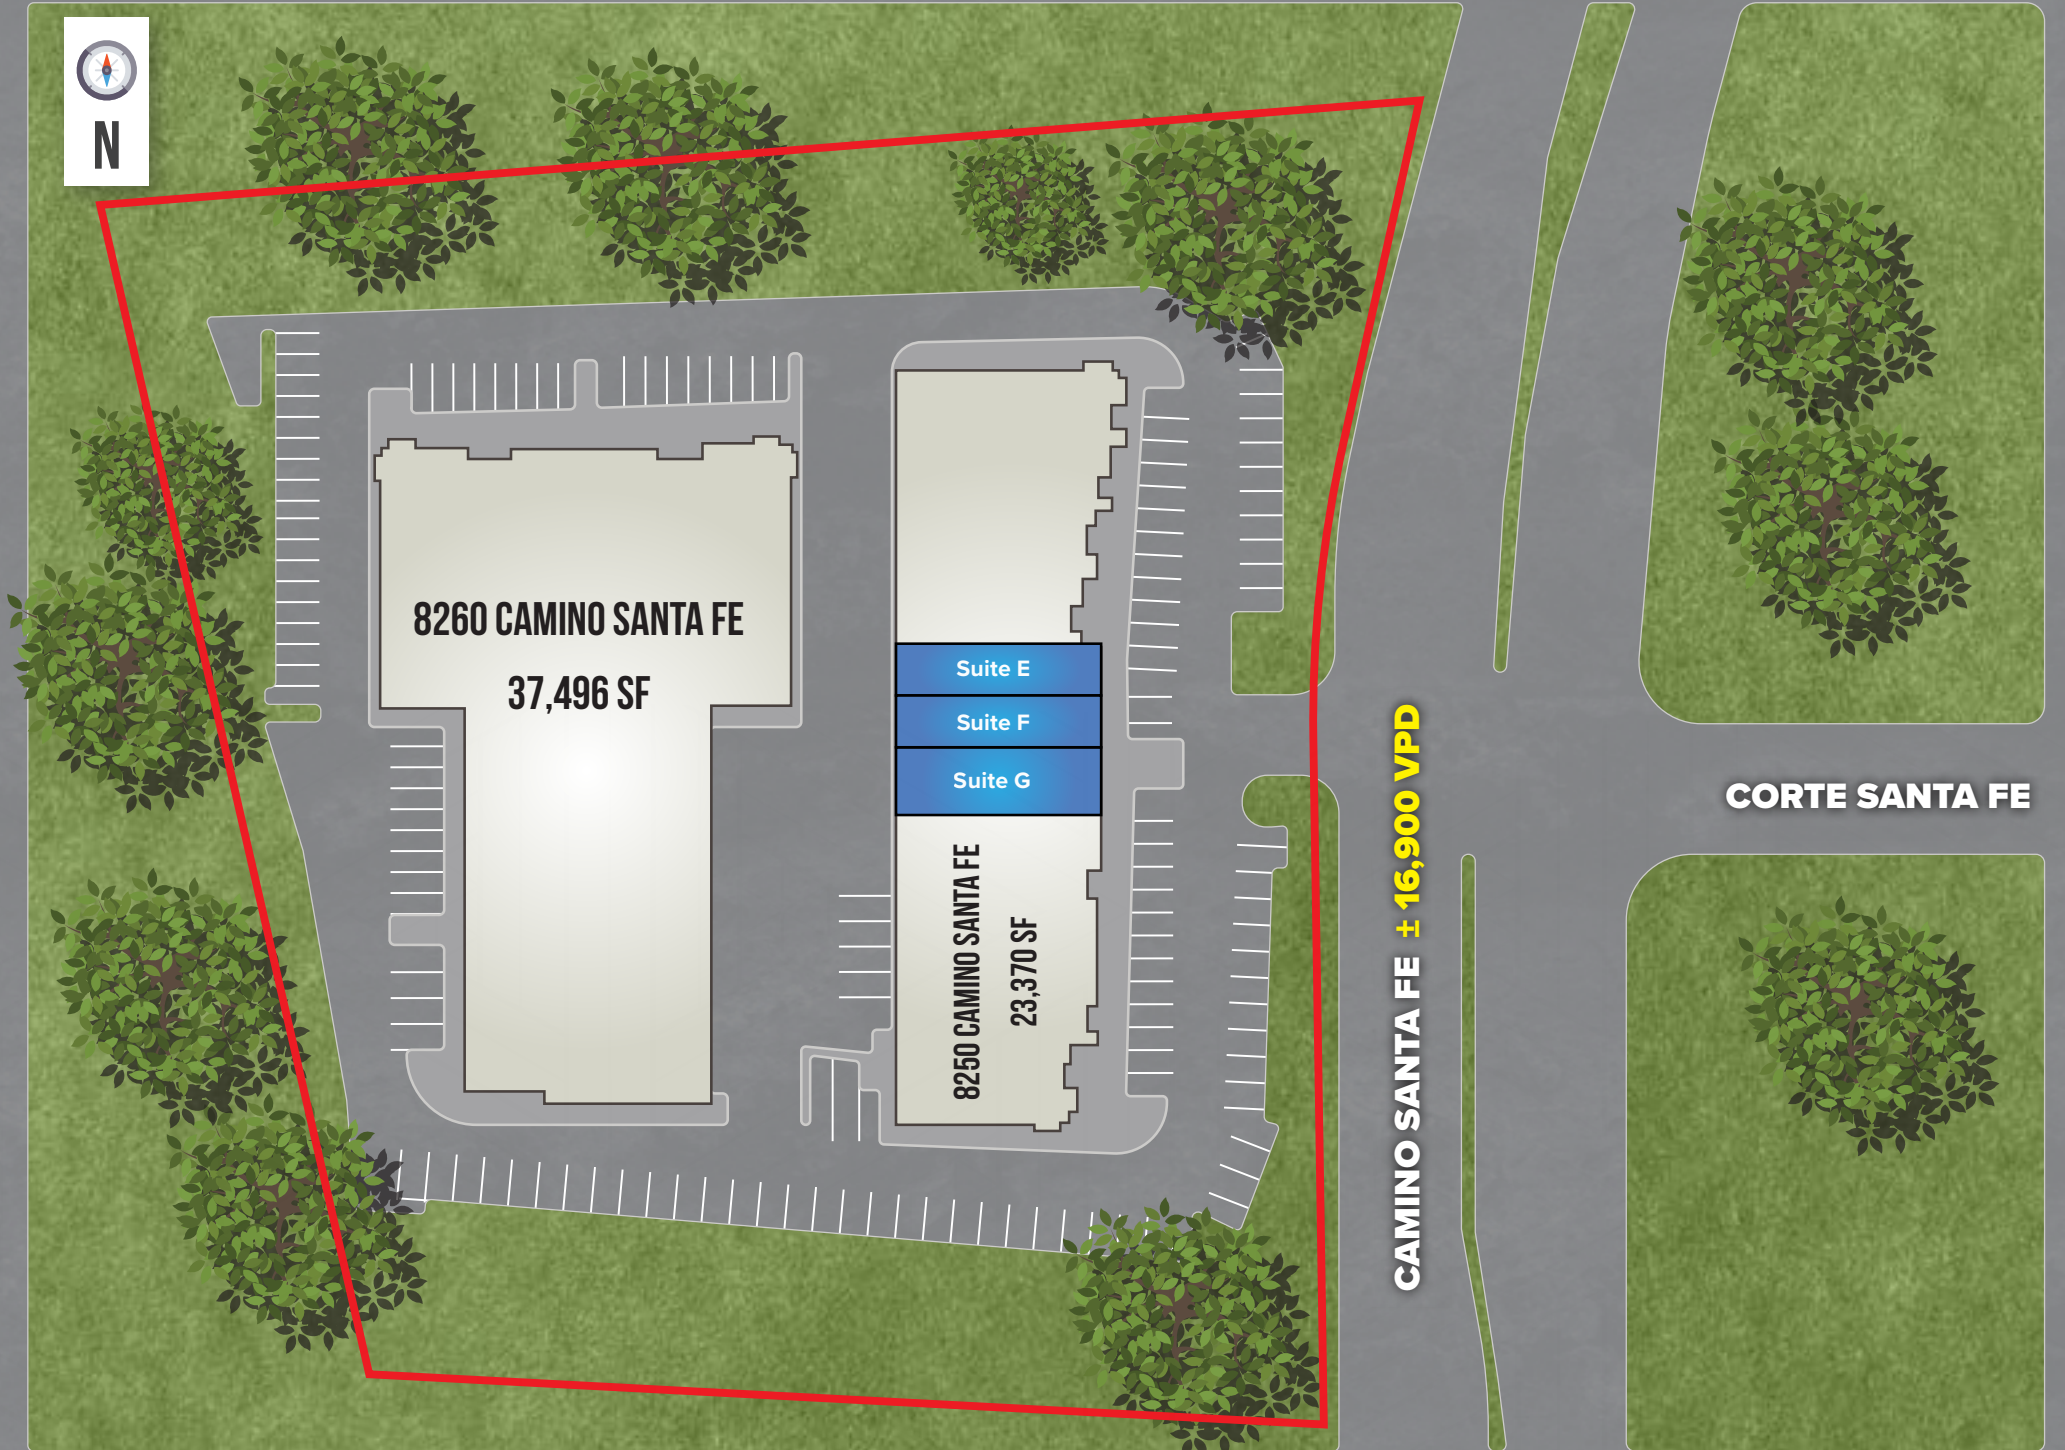 N
8260 CAMINO SANTA FE
37,496 SF
Suite E
Suite F
Suite G
8250 CAMINO SANTA FE
23,370 SF
CAMINO SANTA FE ± 16,900 VPD
CORTE SANTA FE